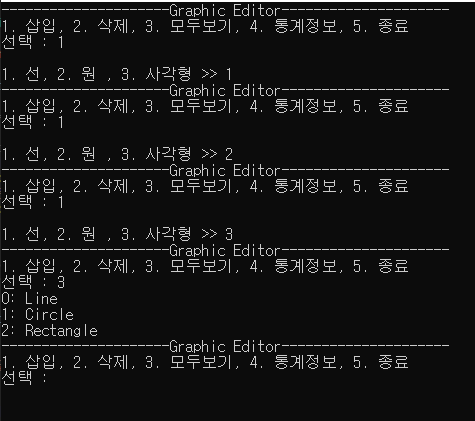 --------------------Graphic Editor--------------------
1. 삽입, 2. 삭제, 3. 모두보기, 4. 통계정보, 5. 종료
선택 : 1
1. 선, 2. 원 , 3. 사각형 >> 1
--------------------Graphic Editor--------------------
1. 삽입, 2. 삭제, 3. 모두보기, 4. 통계정보, 5. 종료
선택 : 1
1. 선, 2. 원 , 3. 사각형 >> 2
--------------------Graphic Editor--------------------
1. 삽입, 2. 삭제, 3. 모두보기, 4. 통계정보, 5. 종료
선택 : 1
1. 선, 2. 원 , 3. 사각형 >> 3
--------------------Graphic Editor--------------------
1. 삽입, 2. 삭제, 3. 모두보기, 4. 통계정보, 5. 종료
선택 : 3
0: Line
1: Circle
2: Rectangle
--------------------Graphic Editor--------------------
1. 삽입, 2. 삭제, 3. 모두보기, 4. 통계정보, 5. 종료
선택 :